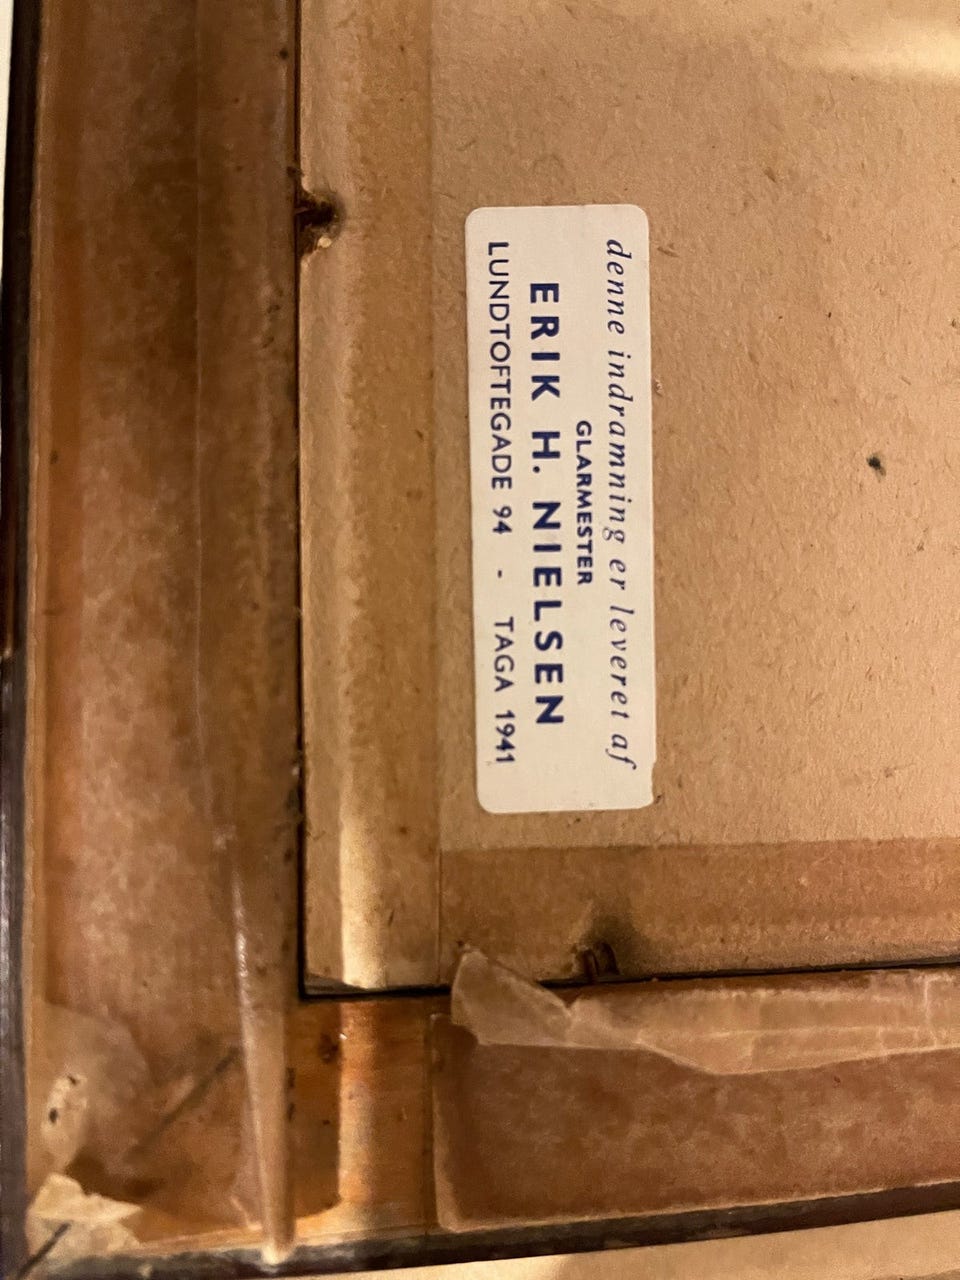 denne indramning er leveret af
GLARMESTER
ERIK H. NIELSEN
LUNDTOFTEGADE 94 - TAGA 1941